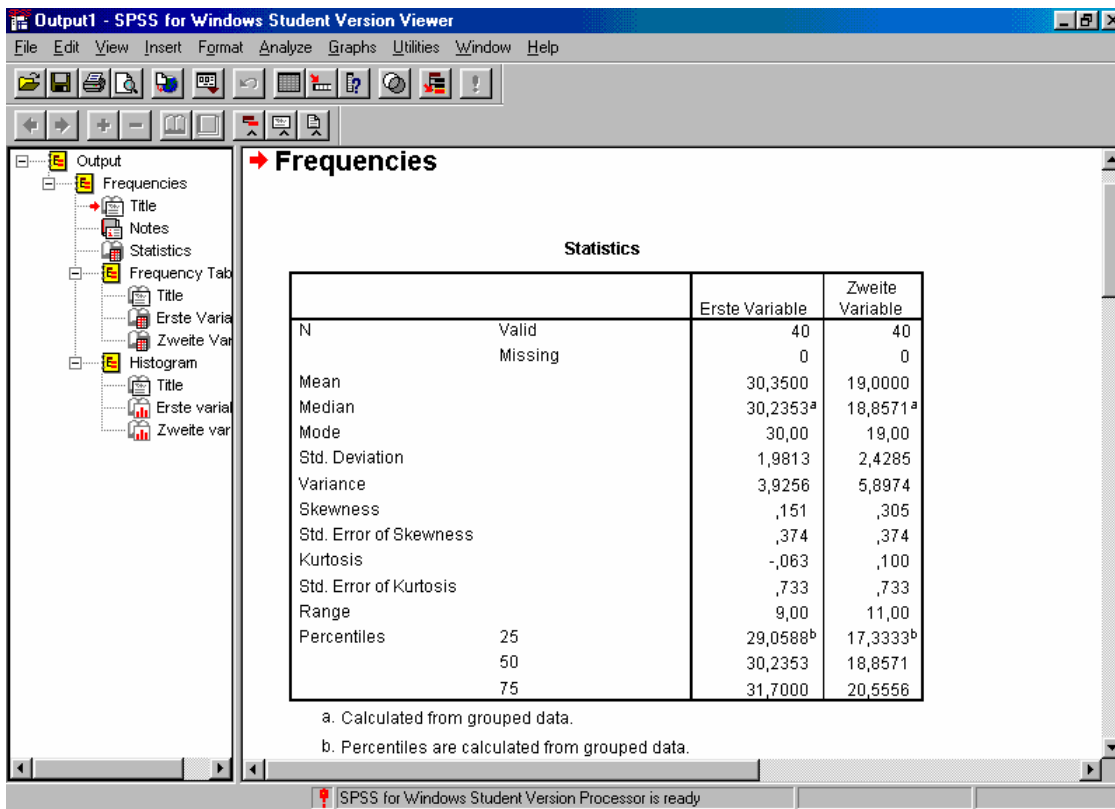 Output1 - SPSS for Windows Student Version Viewer
File Edit View Insert Format Analyze Graphs Utilities Window Help
Output
Frequencies
Title
Notes
Statistics
Frequency Tab
Title
Erste Varia
Zweite Var
Histogram
Title
Erste varial
Zweite var
Frequencies
Statistics
Erste Variable Zweite Variable
N Valid 40 40
Missing 0 0
Mean 30,3500 19,0000
Median 30,2353a 18,8571a
Mode 30,00 19,00
Std. Deviation 1,9813 2,4285
Variance 3,9256 5,8974
Skewness ,151 ,305
Std. Error of Skewness ,374 ,374
Kurtosis -,063 ,100
Std. Error of Kurtosis ,733 ,733
Range 9,00 11,00
Percentiles 25 29,0588b 17,3333b
50 30,2353 18,8571
75 31,7000 20,5556
a. Calculated from grouped data.
b. Percentiles are calculated from grouped data.
SPSS for Windows Student Version Processor is ready